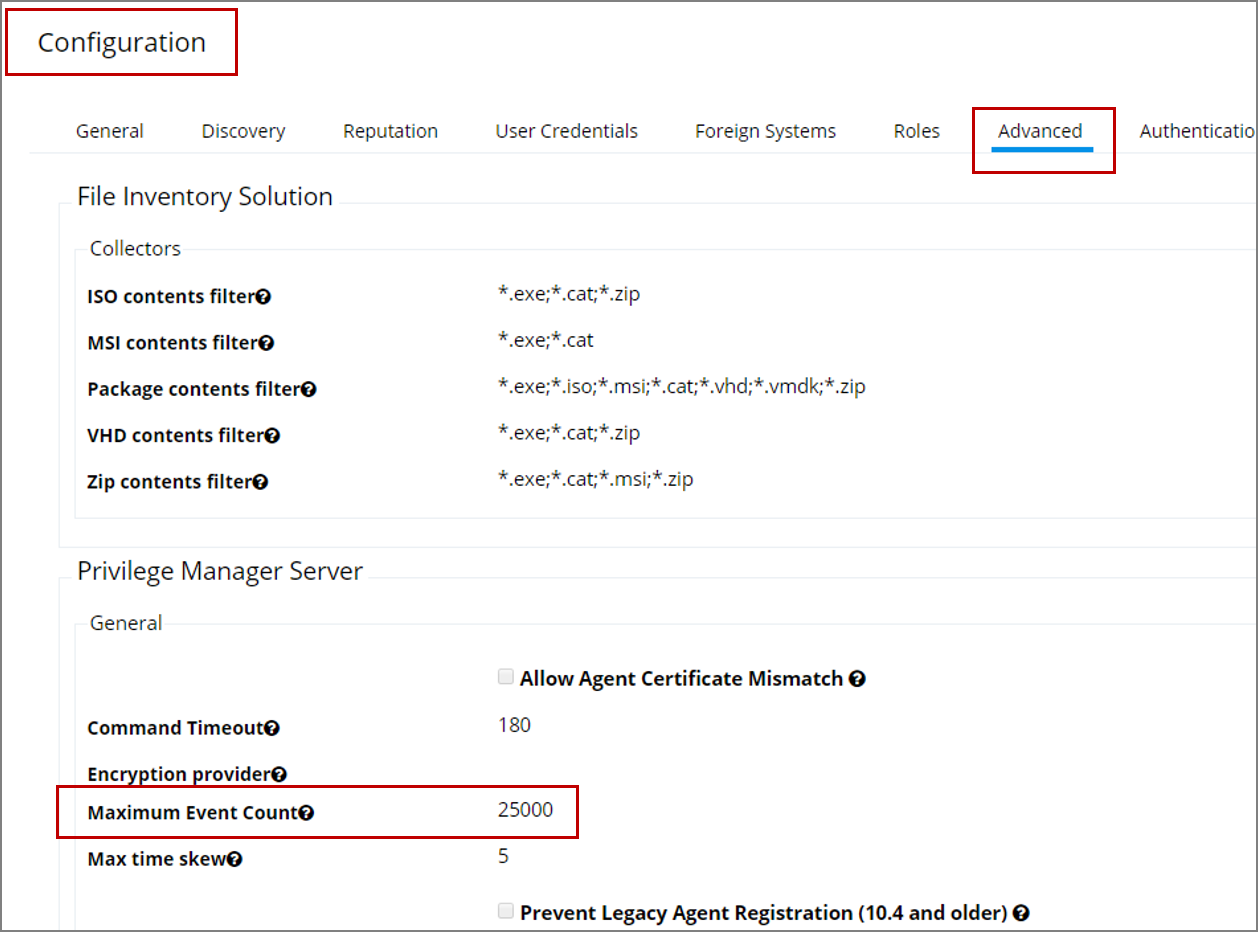 Configuration
General Discovery Reputation User Credentials Foreign Systems Roles Advanced Authenticatio
File Inventory Solution
Collectors
ISO contents filter *.exe;*.cat;*.zip
MSI contents filter *.exe;*.cat
Package contents filter *.exe;*.iso;*.msi;*.cat;*.vhd;*.vmdk;*.zip
VHD contents filter *.exe;*.cat;*.zip
Zip contents filter *.exe;*.cat;*.msi;*.zip
Privilege Manager Server
General
Allow Agent Certificate Mismatch
Command Timeout 180
Encryption provider
Maximum Event Count 25000
Max time skew 5
Prevent Legacy Agent Registration (10.4 and older)